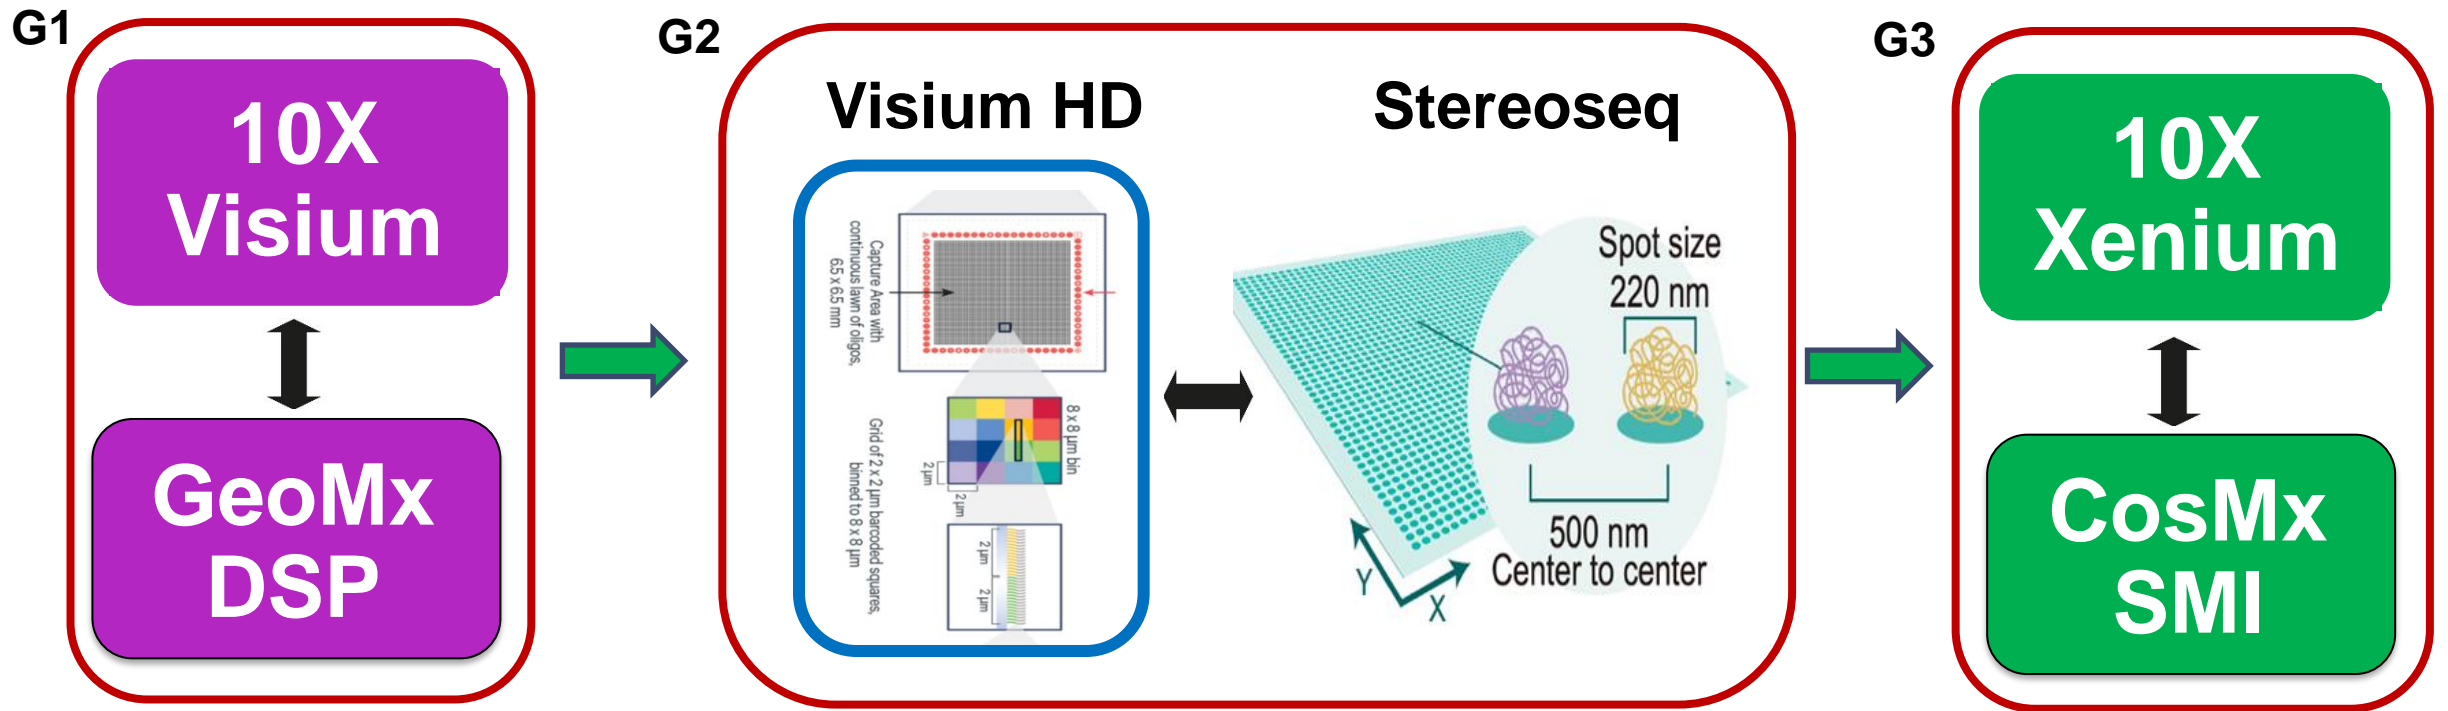 G1
10X
Visium
GeoMx
DSP
G2
Visium HD
Capture Area with
continuous lawn of oligos,
6.5 x 6.5 mm
8 x 8 µm bin
2 µm
2 µm
Grid of 2 x 2 µm barcoded squares,
binned to 8 x 8 µm
2 µm
2 µm
Stereoseq
Spot size
220 nm
500 nm
Center to center
Y
X
G3
10X
Xenium
CosMx
SMI